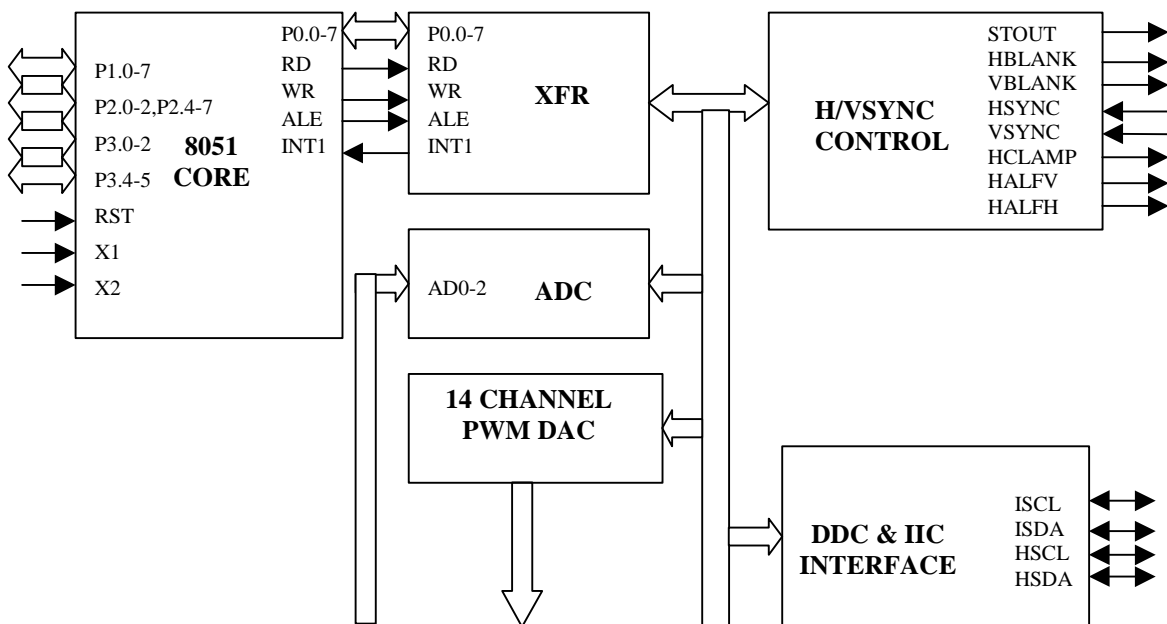 P1.0-7
P2.0-2,P2.4-7
P3.0-2
P3.4-5
RST
X1
X2
8051
CORE
P0.0-7
RD
WR
ALE
INT1
P0.0-7
RD
WR
ALE
INT1
XFR
H/VSYNC
CONTROL
STOUT
HBLANK
VBLANK
HSYNC
VSYNC
HCLAMP
HALFV
HALFH
AD0-2
ADC
14 CHANNEL
PWM DAC
DDC & IIC
INTERFACE
ISCL
ISDA
HSCL
HSDA